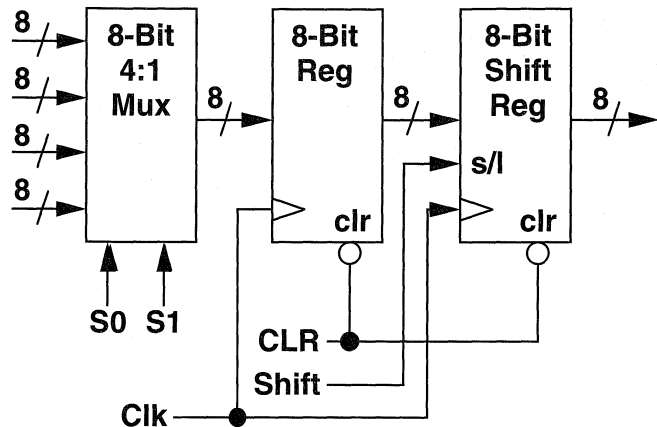 8
8
8
8
8-Bit
4:1
Mux
S0 S1
8
8-Bit
Reg
clr
8
8-Bit
Shift
Reg
s/l
clr
8
CLR
Shift
Clk